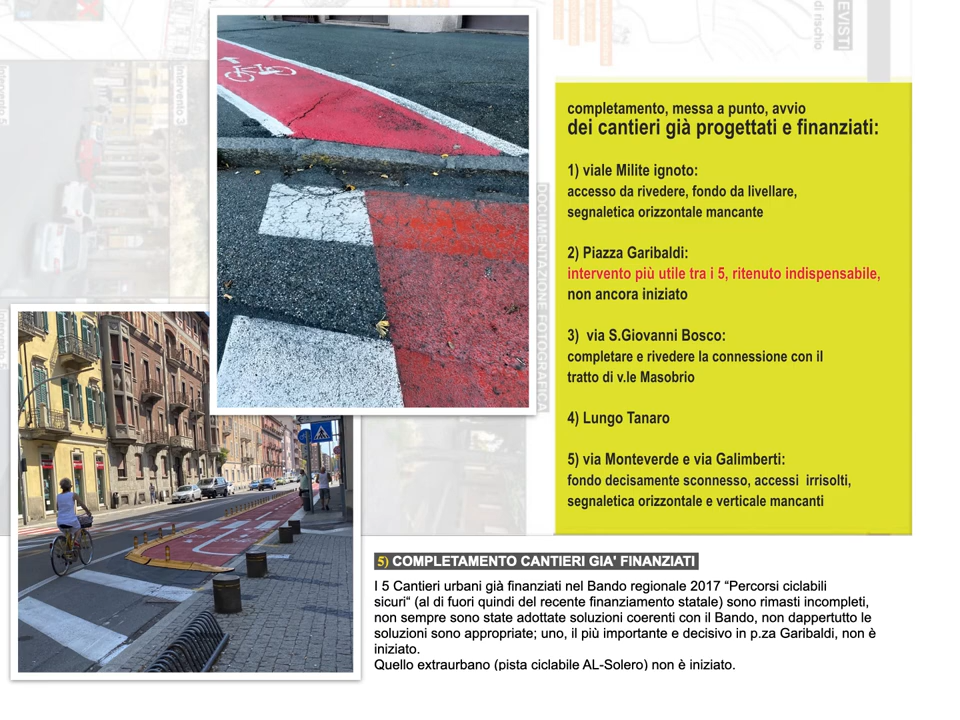 EVISTI
di rischio
completamento, messa a punto, avvio
dei cantieri già progettati e finanziati:
1) viale Milite ignoto:
accesso da rivedere, fondo da livellare,
segnaletica orizzontale mancante
2) Piazza Garibaldi:
intervento più utile tra i 5, ritenuto indispensabile,
non ancora iniziato
3) via S.Giovanni Bosco:
completare e rivedere la connessione con il
tratto di v.le Masobrio
4) Lungo Tanaro
5) via Monteverde e via Galimberti:
fondo decisamente sconnesso, accessi irrisolti,
segnaletica orizzontale e verticale mancanti
DOCUMENTAZIONE FOTOGRAFICA
Intervento 3
5) COMPLETAMENTO CANTIERI GIA' FINANZIATI
I 5 Cantieri urbani già finanziati nel Bando regionale 2017 “Percorsi ciclabili
sicuri“ (al di fuori quindi del recente finanziamento statale) sono rimasti incompleti,
non sempre sono state adottate soluzioni coerenti con il Bando, non dappertutto le
soluzioni sono appropriate; uno, il più importante e decisivo in p.za Garibaldi, non è
iniziato.
Quello extraurbano (pista ciclabile AL-Solero) non è iniziato.